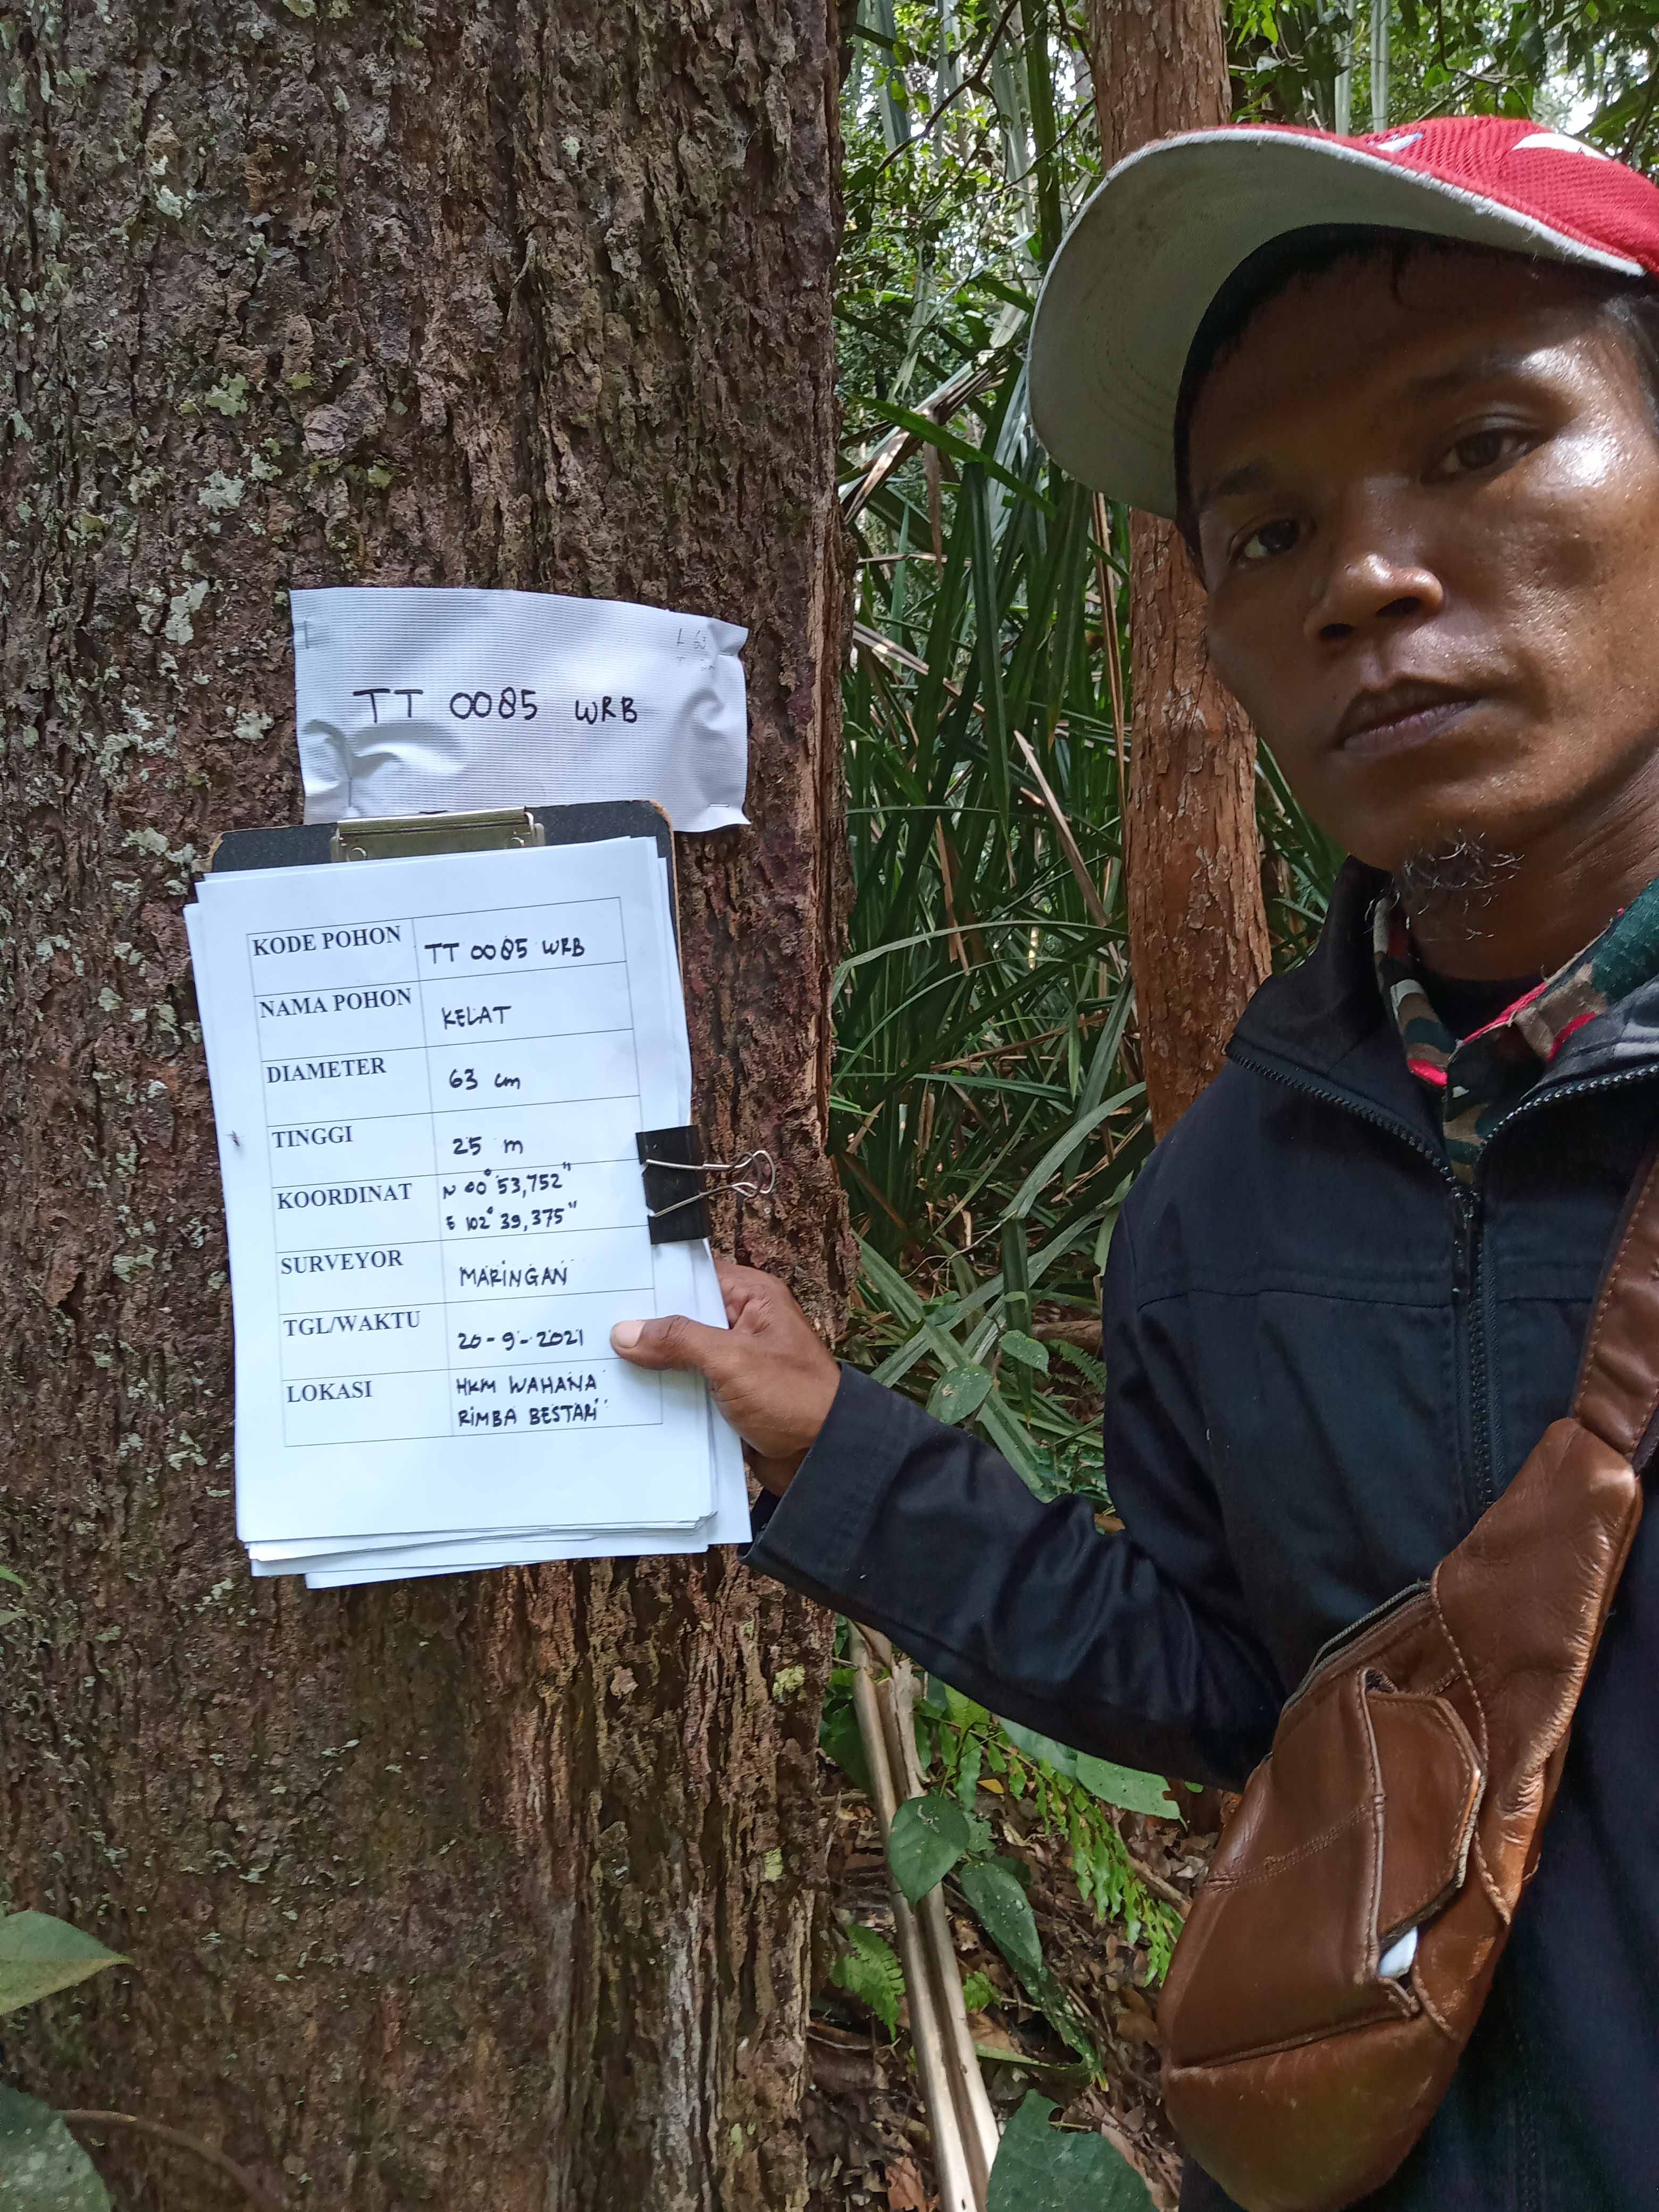 TT 0085 WRB
KODE POHON TT 0085 WRB
NAMA POHON KELAT
DIAMETER 63 cm
TINGGI 25 m
KOORDINAT N 00° 53,752"
E 102° 39,375"
SURVEYOR MARINGAN
TGL/WAKTU 20-9-2021
LOKASI HKM WAHANA
RIMBA BESTARI